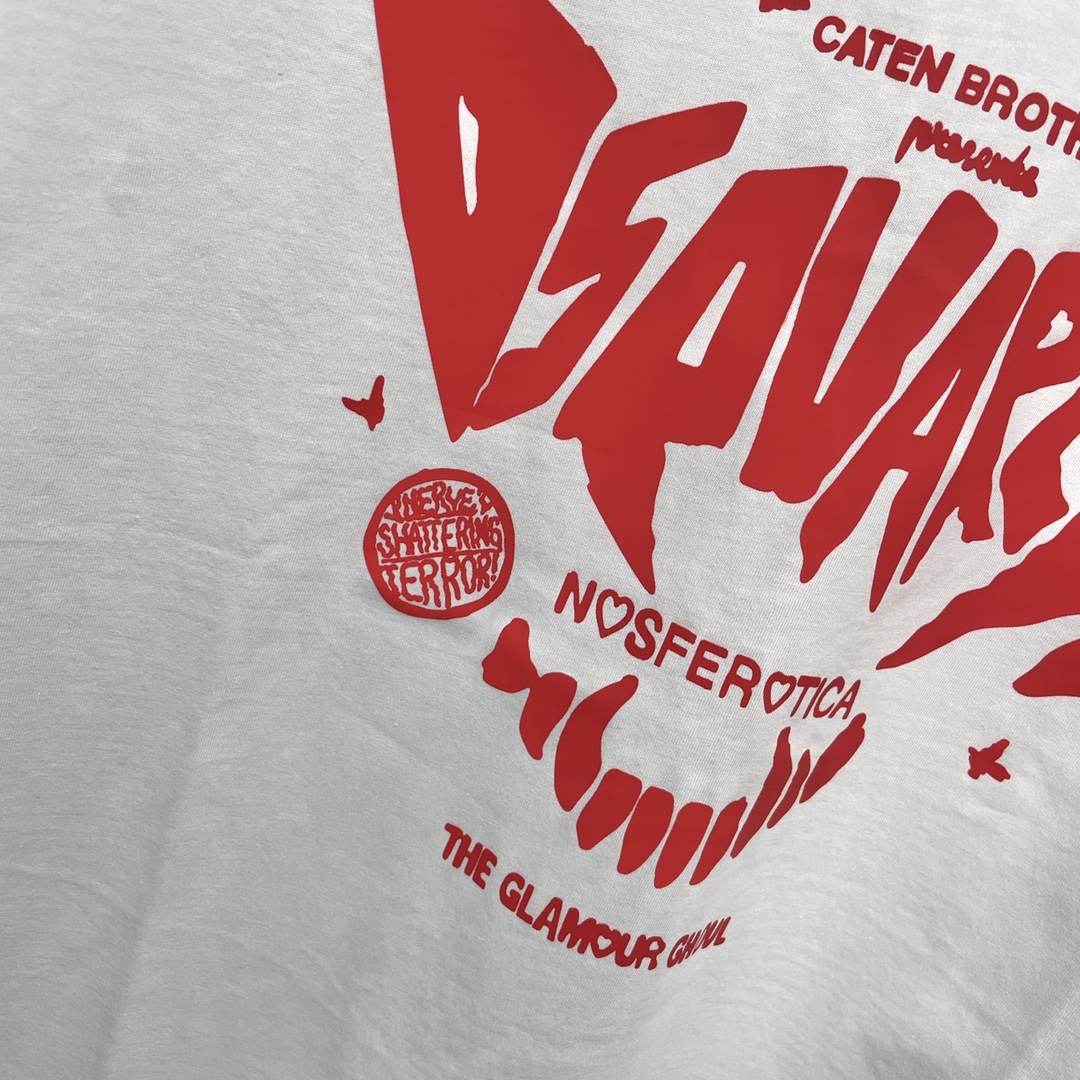 CATEN BROTH
presents
DSQUAR
"NERVE"
SHATTERING
TERROR!
NOSFEROTICA
THE GLAMOUR GHOUL